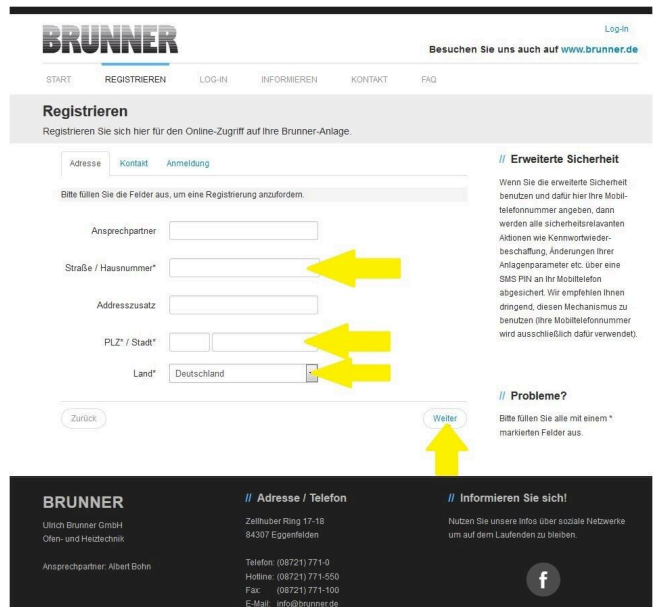 BRUNNER
Log-In
Besuchen Sie uns auch auf www.brunner.de
START REGISTRIEREN LOG-IN INFORMIEREN KONTAKT FAQ
Registrieren
Registrieren Sie sich hier für den Online-Zugriff auf Ihre Brunner-Anlage.
Adresse Kontakt Anmeldung
Bitte füllen Sie die Felder aus, um eine Registrierung anzufordern.
Ansprechpartner
Straße / Hausnummer*
Addresszusatz
PLZ* / Stadt*
Land* Deutschland
Zurück Weiter
// Erweiterte Sicherheit
Wenn Sie die erweiterte Sicherheit
benutzen und dafür hier Ihre Mobil-
telefonnummer angeben, dann
werden alle sicherheitsrelavanten
Aktionen wie Kennwortwieder-
beschaffung, Änderungen Ihrer
Anlagenparameter etc. über eine
SMS PIN an Ihr Mobiltelefon
abgesichert. Wir empfehlen Ihnen
dringend, diesen Mechanismus zu
benutzen (Ihre Mobiltelefonnummer
wird ausschließlich dafür verwendet).
// Probleme?
Bitte füllen Sie alle mit einem *
markierten Felder aus.
BRUNNER
Ulrich Brunner GmbH
Ofen- und Heiztechnik
Ansprechpartner: Albert Bohn
// Adresse / Telefon
Zellhuber Ring 17-18
84307 Eggenfelden
Telefon: (08721) 771-0
Hotline: (08721) 771-550
Fax: (08721) 771-100
E-Mail: info@brunner.de
// Informieren Sie sich!
Nutzen Sie unsere Infos über soziale Netzwerke
um auf dem Laufenden zu bleiben.
f